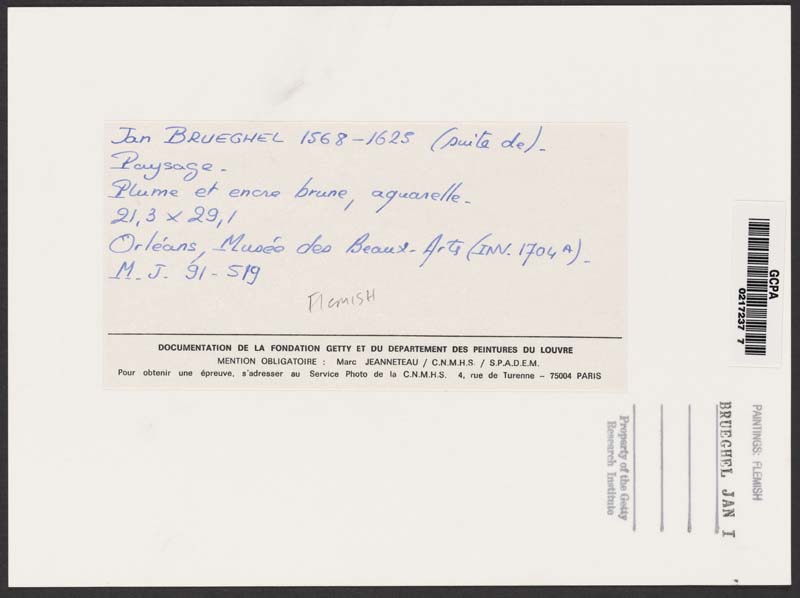 Jan BRUEGHEL 1568-1625 (suite de)_
Paysage_
Plume et encre brune, aquarelle_
21,3 x 29,1
Orléans, Musée des Beaux-Arts (INV. 1704 A)_
M. J. 91-519
Flemish
DOCUMENTATION DE LA FONDATION GETTY ET DU DEPARTEMENT DES PEINTURES DU LOUVRE
MENTION OBLIGATOIRE : Marc JEANNETEAU / C.N.M.H.S. / S.P.A.D.E.M.
Pour obtenir une épreuve, s'adresser au Service Photo de la C.N.M.H.S. 4, rue de Turenne – 75004 PARIS
GCPA
0217237 7
PAINTINGS: FLEMISH
BRUEGHEL JAN I
Property of the Getty
Research Institute